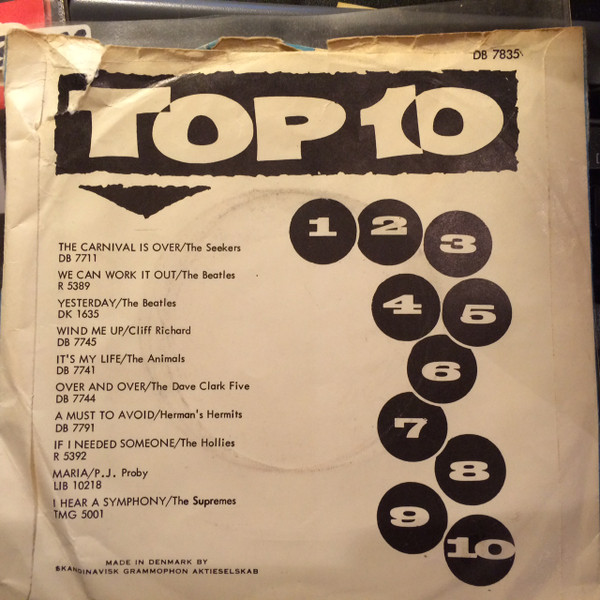 DB 7835
TOP 10
THE CARNIVAL IS OVER/The Seekers
DB 7711
WE CAN WORK IT OUT/The Beatles
R 5389
YESTERDAY/The Beatles
DK 1635
WIND ME UP/Cliff Richard
DB 7745
IT'S MY LIFE/The Animals
DB 7741
OVER AND OVER/The Dave Clark Five
DB 7744
A MUST TO AVOID/Herman's Hermits
DB 7791
IF I NEEDED SOMEONE/The Hollies
R 5392
MARIA/P.J. Proby
LIB 10218
I HEAR A SYMPHONY/The Supremes
TMG 5001
1 2 3
4 5
6
7
8
9
10
MADE IN DENMARK BY
SKANDINAVISK GRAMMOPHON AKTIESELSKAB